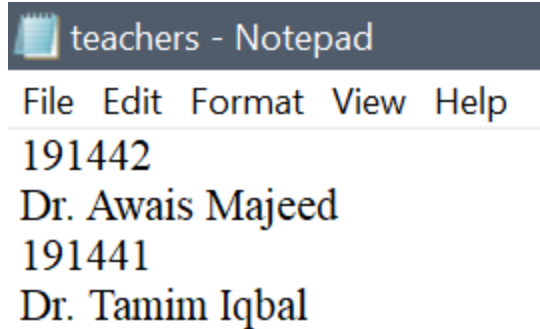 teachers - Notepad
File Edit Format View Help
191442
Dr. Awais Majeed
191441
Dr. Tamim Iqbal